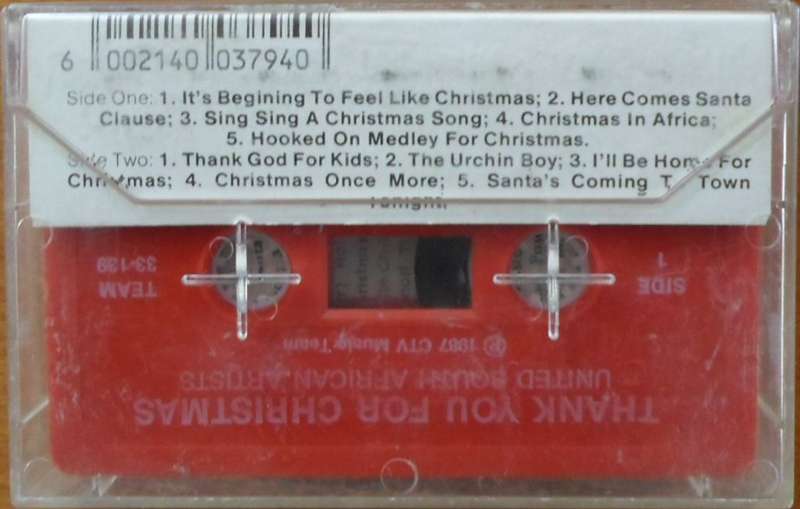 6 002140 037940
Side One: 1. It's Begining To Feel Like Christmas; 2. Here Comes Santa
Clause; 3. Sing Sing A Christmas Song; 4. Christmas In Africa;
5. Hooked On Medley For Christmas.
Side Two: 1. Thank God For Kids; 2. The Urchin Boy; 3. I'll Be Home For
Christmas; 4. Christmas Once More; 5. Santa's Coming To Town
Tonight.
THANK YOU FOR CHRISTMAS
UNITED SOUTH AFRICAN ARTISTS
℗ 1987 CTV Music Team
SIDE
1
TEAM
33-139